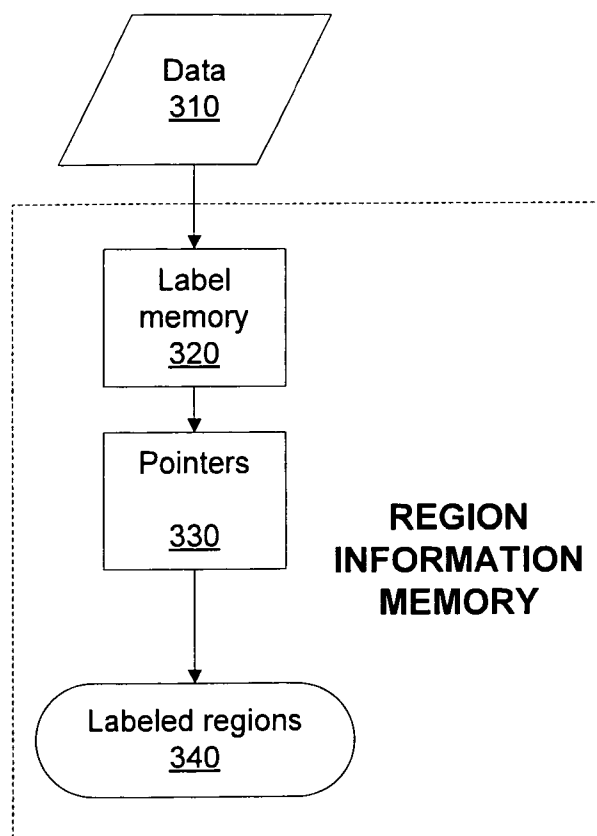 Data
310
Label
memory
320
Pointers
330
REGION
INFORMATION
MEMORY
Labeled regions
340